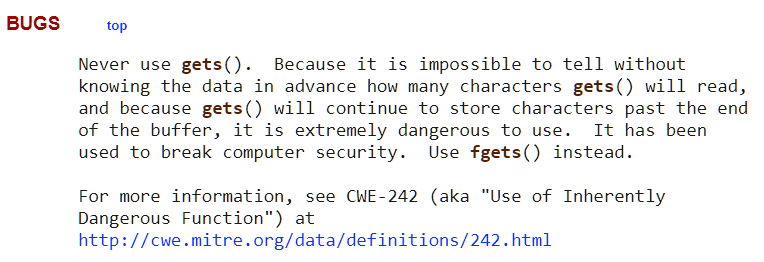 BUGS top
Never use gets(). Because it is impossible to tell without
knowing the data in advance how many characters gets() will read,
and because gets() will continue to store characters past the end
of the buffer, it is extremely dangerous to use. It has been
used to break computer security. Use fgets() instead.
For more information, see CWE-242 (aka "Use of Inherently
Dangerous Function") at
http://cwe.mitre.org/data/definitions/242.html